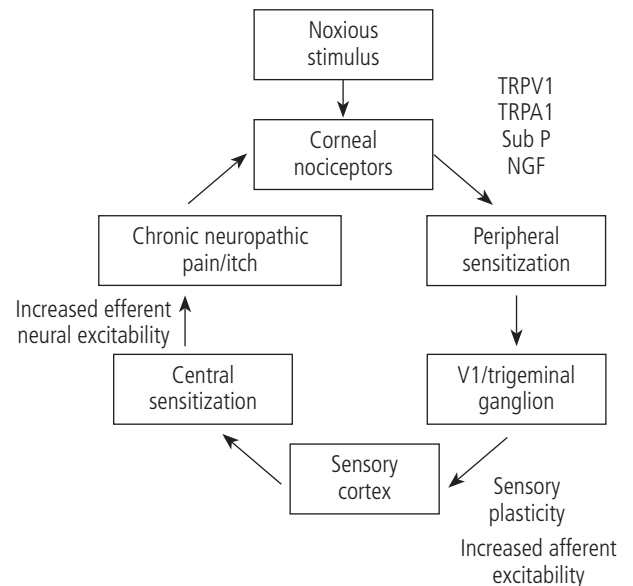 Noxious
stimulus
TRPV1
TRPA1
Sub P
NGF
Corneal
nociceptors
Chronic neuropathic
pain/itch
Peripheral
sensitization
Increased efferent
neural excitability
Central
sensitization
V1/trigeminal
ganglion
Sensory
cortex
Sensory
plasticity
Increased afferent
excitability